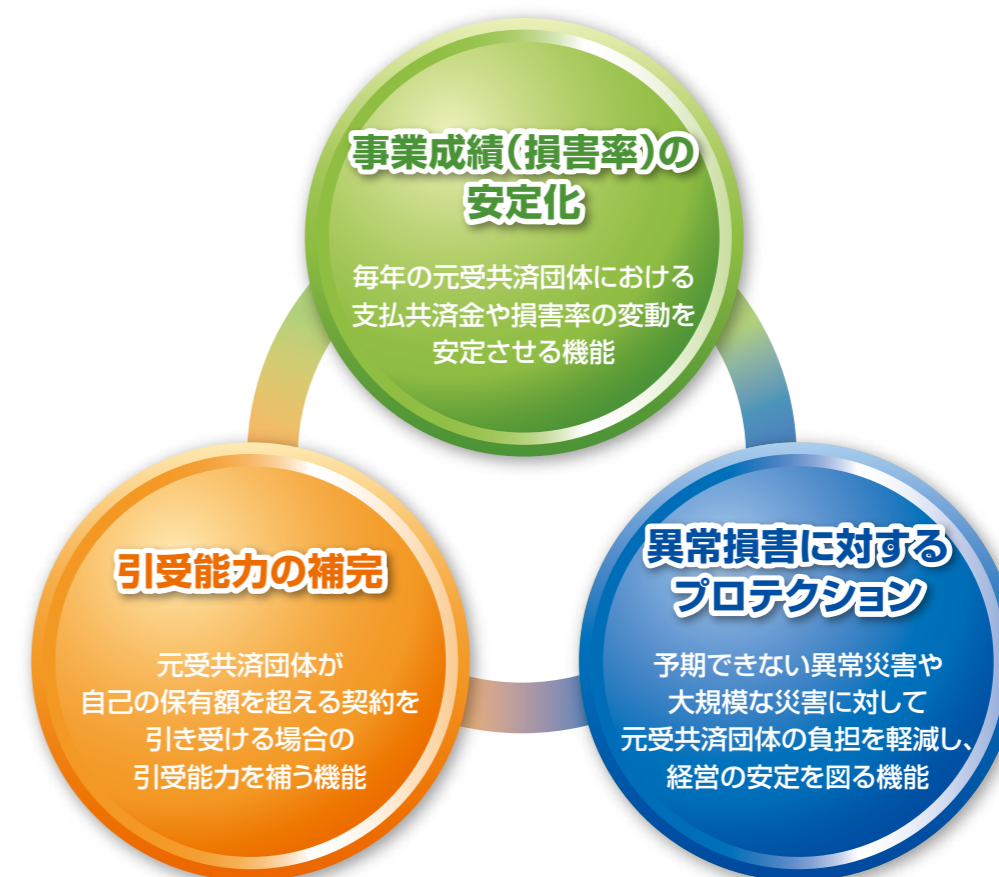 事業成績(損害率)の
安定化
毎年の元受共済団体における
支払共済金や損害率の変動を
安定させる機能
引受能力の補完
元受共済団体が
自己の保有額を超える契約を
引き受ける場合の
引受能力を補う機能
異常損害に対する
プロテクション
予期できない異常災害や
大規模な災害に対して
元受共済団体の負担を軽減し、
経営の安定を図る機能